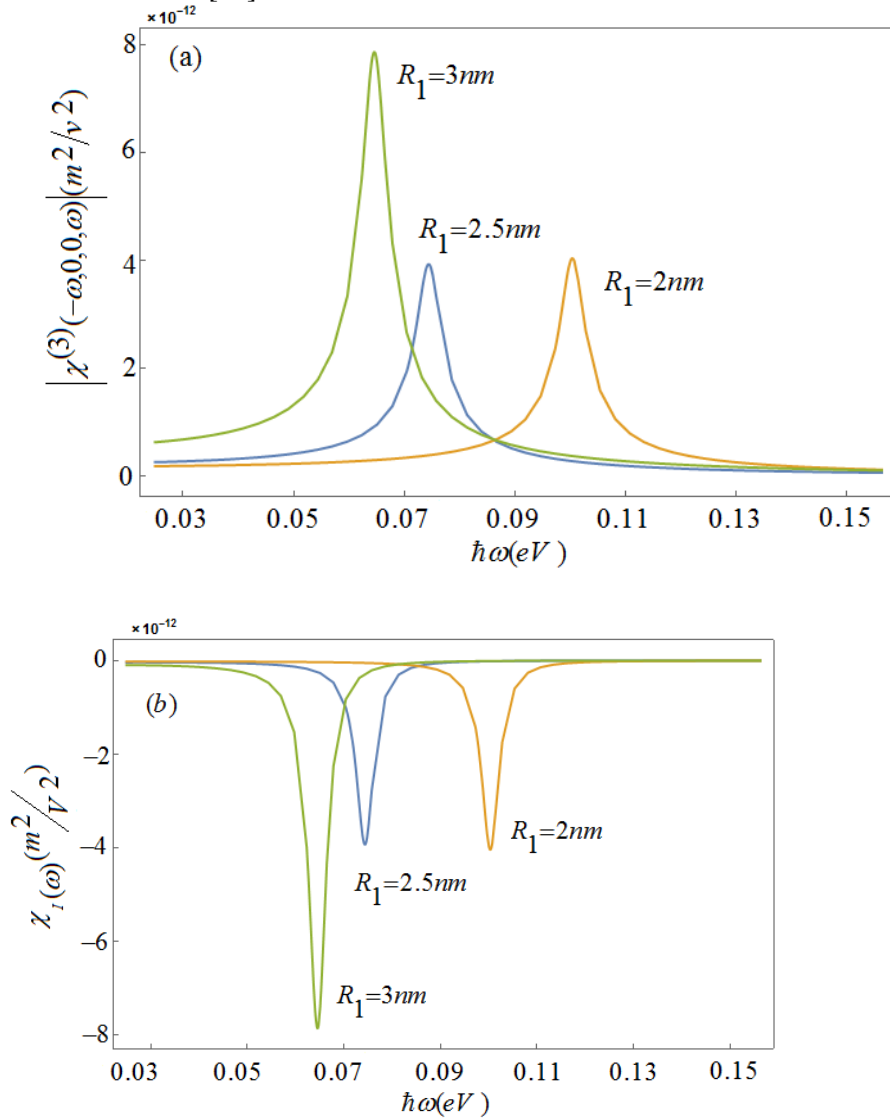 ×10⁻¹²
(a)
8
6
4
2
0
|χ⁽³⁾(−ω,0,0,ω)|(m²/v²)
R₁=3nm
R₁=2.5nm
R₁=2nm
0.03 0.05 0.07 0.09 0.11 0.13 0.15
ħω(eV)
×10⁻¹²
(b)
0
−2
−4
−6
−8
χ_I(ω)(m²/V2)
R₁=2nm
R₁=2.5nm
R₁=3nm
0.03 0.05 0.07 0.09 0.11 0.13 0.15
ħω(eV)